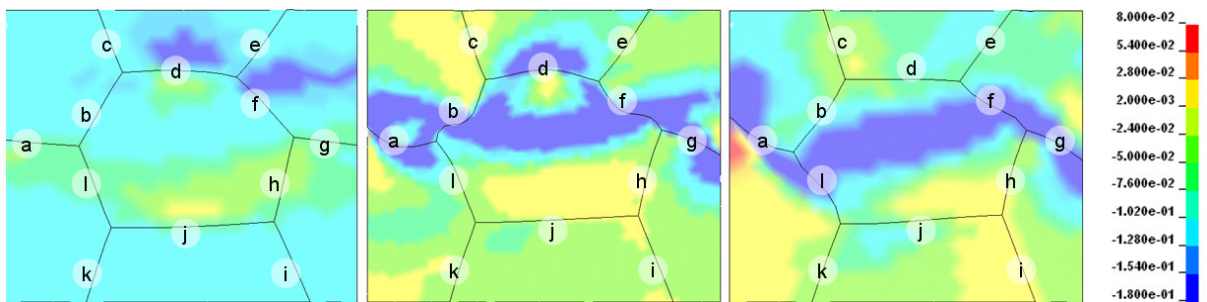 c
d
e
b
f
a
g
l
h
j
k
i
c
d
e
b
f
a
g
l
h
j
k
i
c
d
e
b
f
a
g
l
h
j
k
i
8.000e-02
5.400e-02
2.800e-02
2.000e-03
-2.400e-02
-5.000e-02
-7.600e-02
-1.020e-01
-1.280e-01
-1.540e-01
-1.800e-01